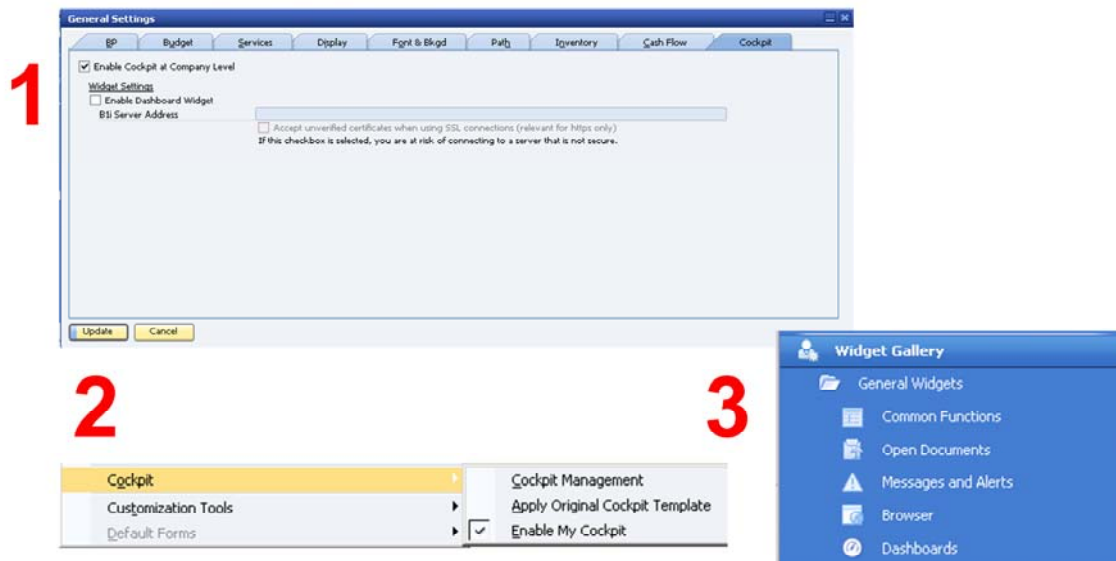 General Settings
BP Budget Services Display Font & Bkgd Path Inventory Cash Flow Cockpit
1
Enable Cockpit at Company Level
Widget Settings
Enable Dashboard Widget
B1i Server Address
Accept unverified certificates when using SSL connections (relevant for https only)
If this checkbox is selected, you are at risk of connecting to a server that is not secure.
Update Cancel
2
Cockpit
Customization Tools
Default Forms
Cockpit Management
Apply Original Cockpit Template
Enable My Cockpit
3
Widget Gallery
General Widgets
Common Functions
Open Documents
Messages and Alerts
Browser
Dashboards